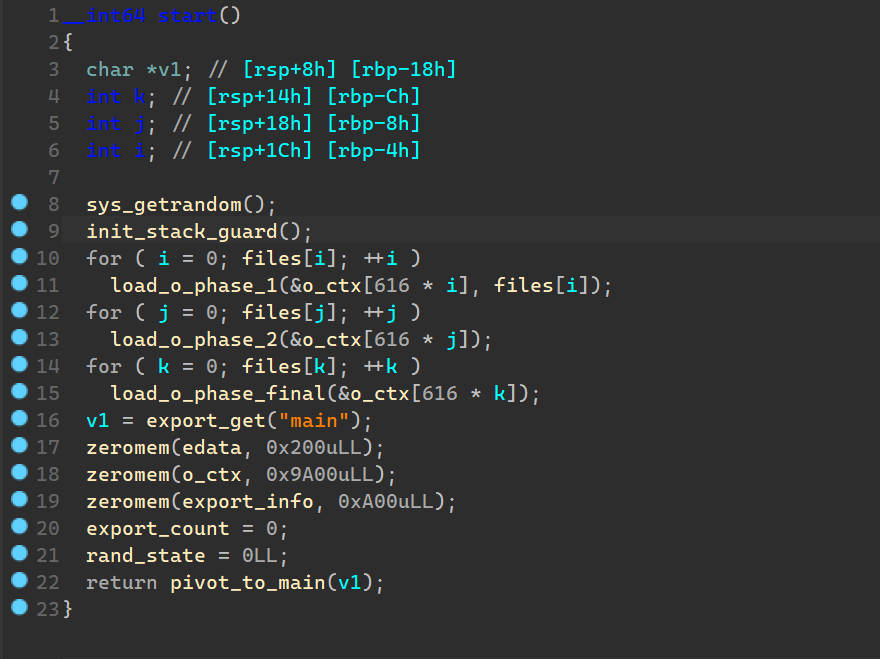 1 __int64 start()
2 {
3 char *v1; // [rsp+8h] [rbp-18h]
4 int k; // [rsp+14h] [rbp-Ch]
5 int j; // [rsp+18h] [rbp-8h]
6 int i; // [rsp+1Ch] [rbp-4h]
7
8 sys_getrandom();
9 init_stack_guard();
10 for ( i = 0; files[i]; ++i )
11 load_o_phase_1(&o_ctx[616 * i], files[i]);
12 for ( j = 0; files[j]; ++j )
13 load_o_phase_2(&o_ctx[616 * j]);
14 for ( k = 0; files[k]; ++k )
15 load_o_phase_final(&o_ctx[616 * k]);
16 v1 = export_get("main");
17 zeromem(edata, 0x200uLL);
18 zeromem(o_ctx, 0x9A00uLL);
19 zeromem(export_info, 0xA00uLL);
20 export_count = 0;
21 rand_state = 0LL;
22 return pivot_to_main(v1);
23 }